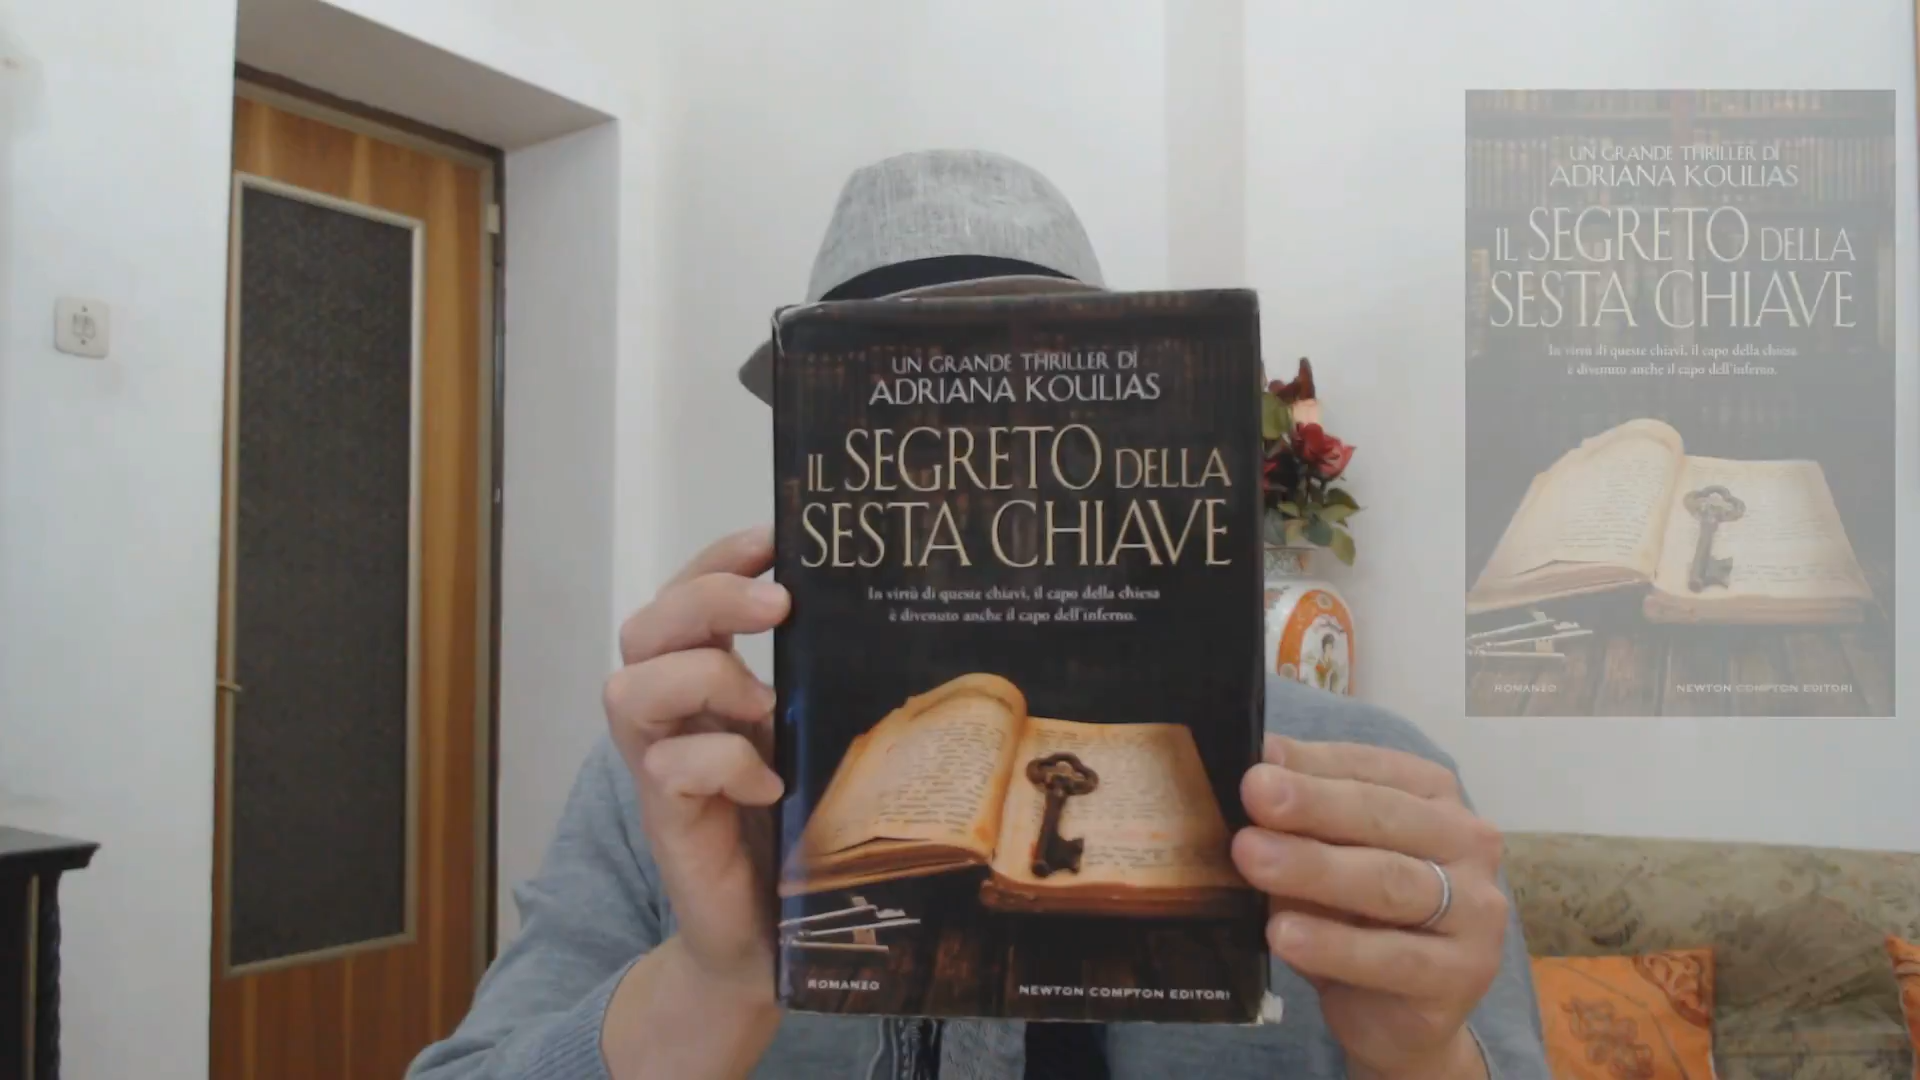 UN GRANDE THRILLER DI
ADRIANA KOULIAS
IL SEGRETO DELLA
SESTA CHIAVE
In virtù di queste chiavi, il capo della chiesa
è divenuto anche il capo dell'inferno.
ROMANZO
NEWTON COMPTON EDITORI
UN GRANDE THRILLER DI
ADRIANA KOULIAS
IL SEGRETO DELLA
SESTA CHIAVE
In virtù di queste chiavi, il capo della chiesa
è divenuto anche il capo dell'inferno.
ROMANZO
NEWTON COMPTON EDITORI